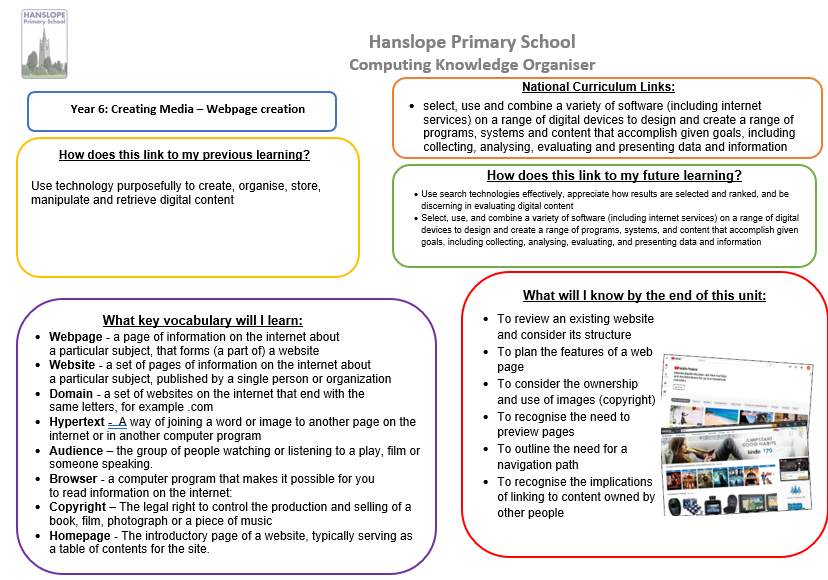 HANSLOPE
Primary School
Hanslope Primary School
Computing Knowledge Organiser
Year 6: Creating Media – Webpage creation
National Curriculum Links:
• select, use and combine a variety of software (including internet
services) on a range of digital devices to design and create a range of
programs, systems and content that accomplish given goals, including
collecting, analysing, evaluating and presenting data and information
How does this link to my previous learning?
Use technology purposefully to create, organise, store,
manipulate and retrieve digital content
How does this link to my future learning?
• Use search technologies effectively, appreciate how results are selected and ranked, and be
discerning in evaluating digital content
• Select, use, and combine a variety of software (including internet services) on a range of digital
devices to design and create a range of programs, systems, and content that accomplish given
goals, including collecting, analysing, evaluating, and presenting data and information
What key vocabulary will I learn:
• Webpage - a page of information on the internet about
a particular subject, that forms (a part of) a website
• Website - a set of pages of information on the internet about
a particular subject, published by a single person or organization
• Domain - a set of websites on the internet that end with the
same letters, for example .com
• Hypertext - A way of joining a word or image to another page on the
internet or in another computer program
• Audience – the group of people watching or listening to a play, film or
someone speaking.
• Browser - a computer program that makes it possible for you
to read information on the internet:
• Copyright – The legal right to control the production and selling of a
book, film, photograph or a piece of music
• Homepage - The introductory page of a website, typically serving as
a table of contents for the site.
What will I know by the end of this unit:
• To review an existing website
and consider its structure
• To plan the features of a web
page
• To consider the ownership
and use of images (copyright)
• To recognise the need to
preview pages
• To outline the need for a
navigation path
• To recognise the implications
of linking to content owned by
other people
JUMPSTART
GOOD HABITS
kindle $79